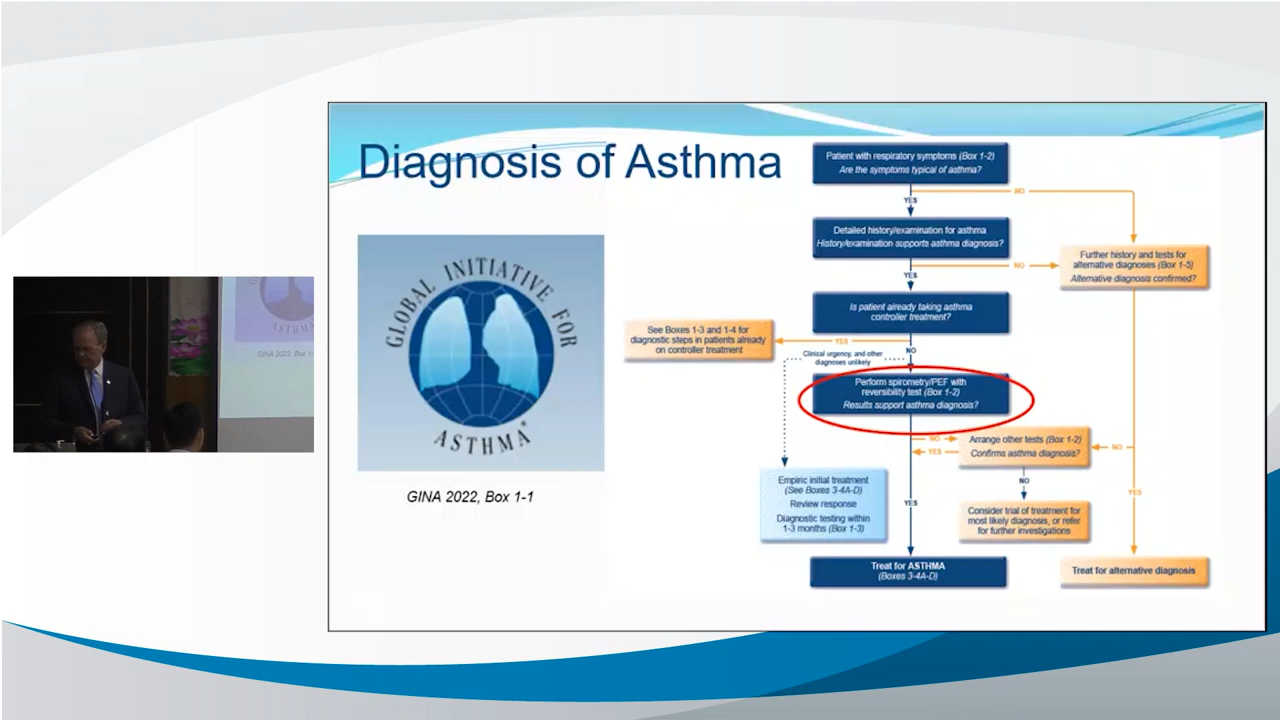 Diagnosis of Asthma
GLOBAL INITIATIVE FOR
ASTHMA®
GINA 2022, Box 1-1
Patient with respiratory symptoms (Box 1-2)
Are the symptoms typical of asthma?
NO
YES
Detailed history/examination for asthma
History/examination supports asthma diagnosis?
NO
YES
Further history and tests for
alternative diagnoses (Box 1-5)
Alternative diagnosis confirmed?
Is patient already taking asthma
controller treatment?
See Boxes 1-3 and 1-4 for
diagnostic steps in patients already
on controller treatment
YES
NO
Clinical urgency, and other
diagnoses unlikely
Perform spirometry/PEF with
reversibility test (Box 1-2)
Results support asthma diagnosis?
NO
YES
Arrange other tests (Box 1-2)
Confirms asthma diagnosis?
NO
NO
YES
YES
Empiric initial treatment
(See Boxes 3-4A-D)
Review response
Diagnostic testing within
1-3 months (Box 1-3)
Consider trial of treatment for
most likely diagnosis, or refer
for further investigations
Treat for ASTHMA
(Boxes 3-4A-D)
Treat for alternative diagnosis
ASTHMA
GINA 2022, Box 1-